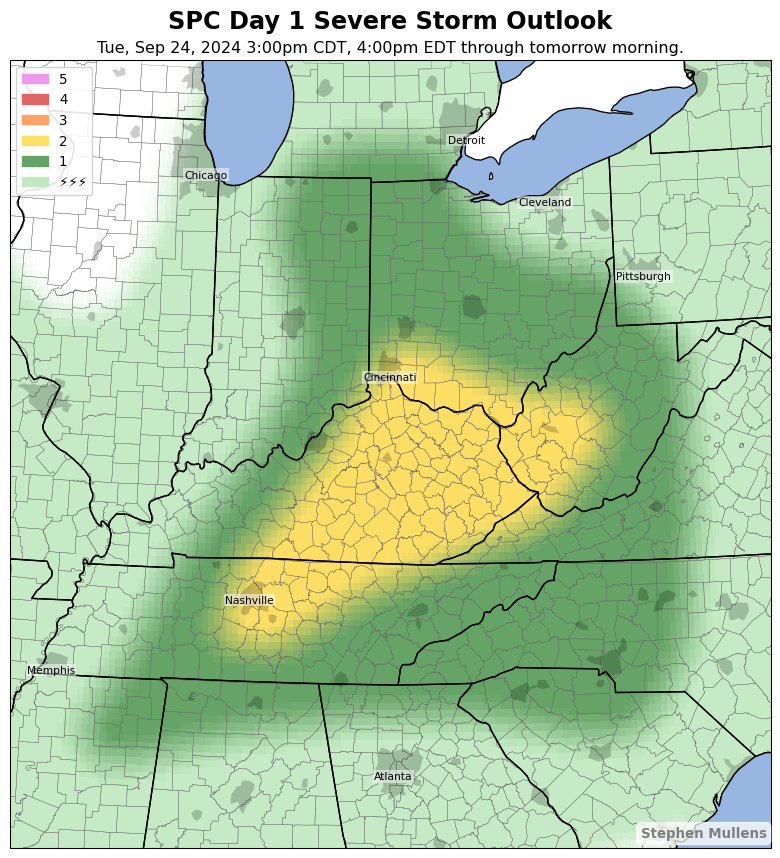 SPC Day 1 Severe Storm Outlook
Tue, Sep 24, 2024 3:00pm CDT, 4:00pm EDT through tomorrow morning.
5
4
3
2
1
⚡⚡⚡
Detroit
Chicago
Cleveland
Pittsburgh
Cincinnati
Nashville
Memphis
Atlanta
Stephen Mullens